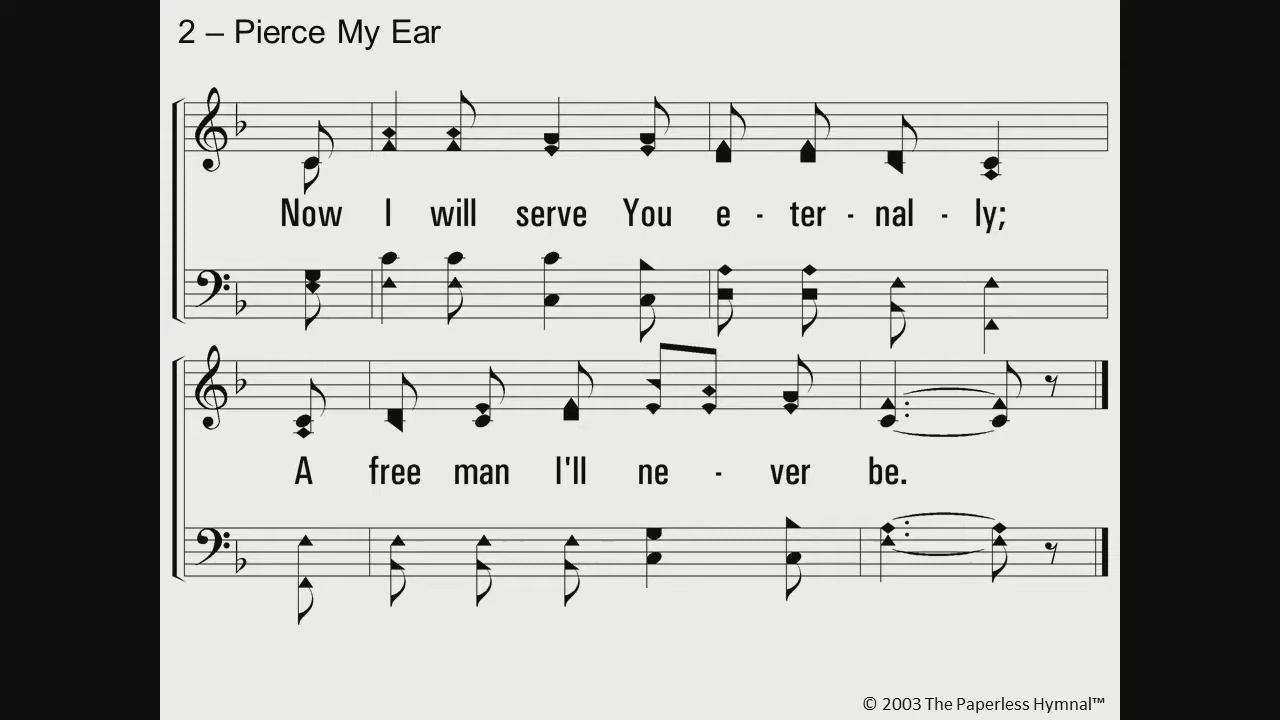 2 – Pierce My Ear
Now I will serve You e - ter - nal - ly;
A free man I'll ne - ver be.
© 2003 The Paperless Hymnal™